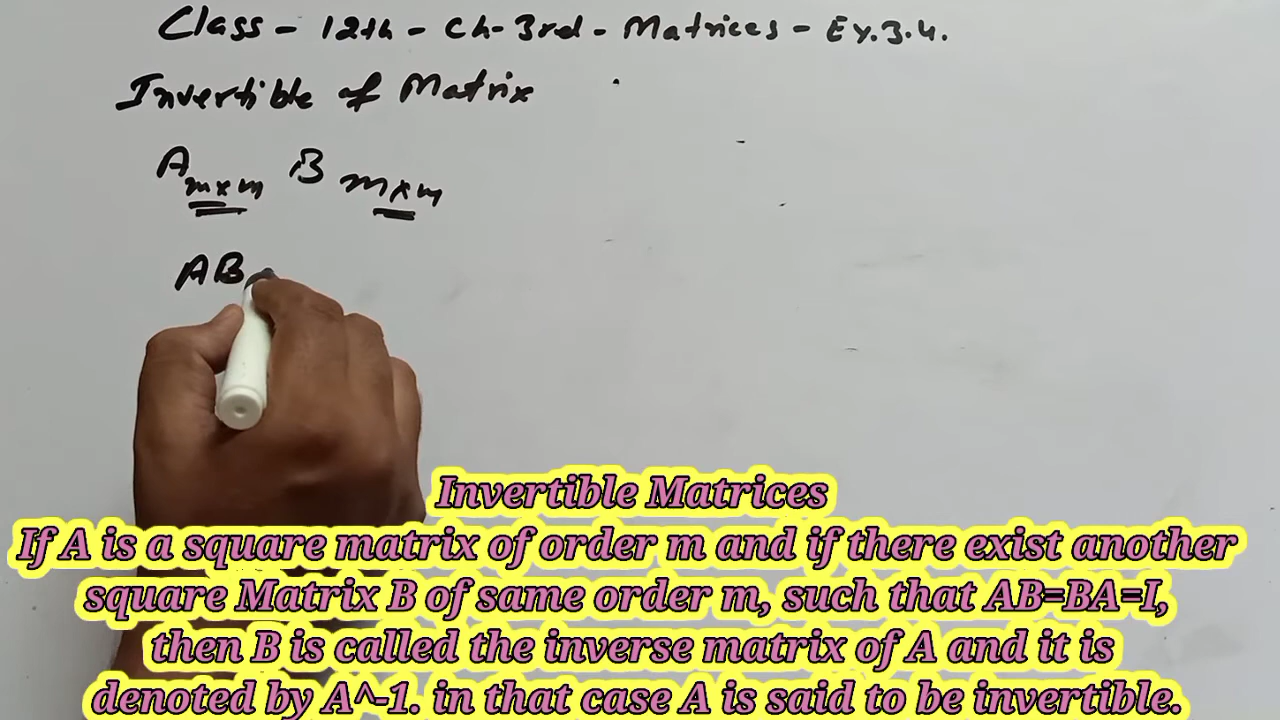 Class - 12th - Ch-3rd - Matrices - Ex.3.4.
Invertible of Matrix
A m×m B m×m
AB
Invertible Matrices
If A is a square matrix of order m and if there exist another
square Matrix B of same order m, such that AB=BA=I,
then B is called the inverse matrix of A and it is
denoted by A^-1. in that case A is said to be invertible.